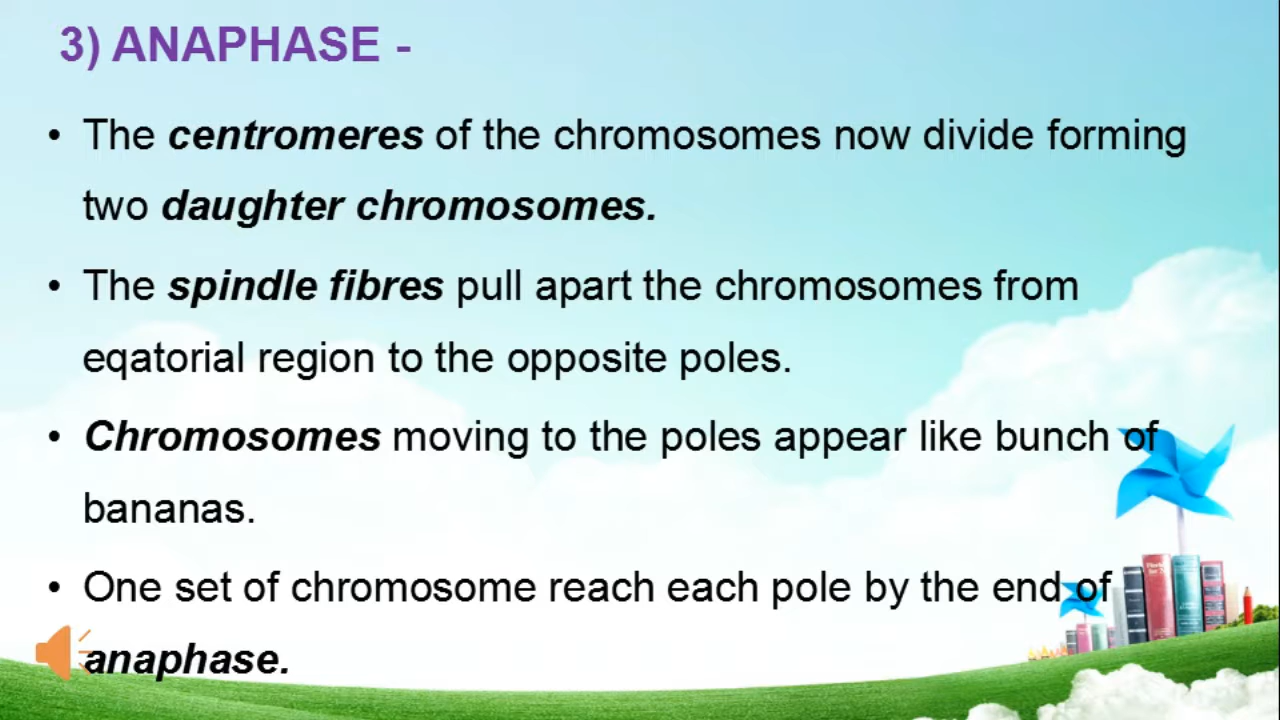 3) ANAPHASE -
• The centromeres of the chromosomes now divide forming
two daughter chromosomes.
• The spindle fibres pull apart the chromosomes from
eqatorial region to the opposite poles.
• Chromosomes moving to the poles appear like bunch of
bananas.
• One set of chromosome reach each pole by the end of
anaphase.